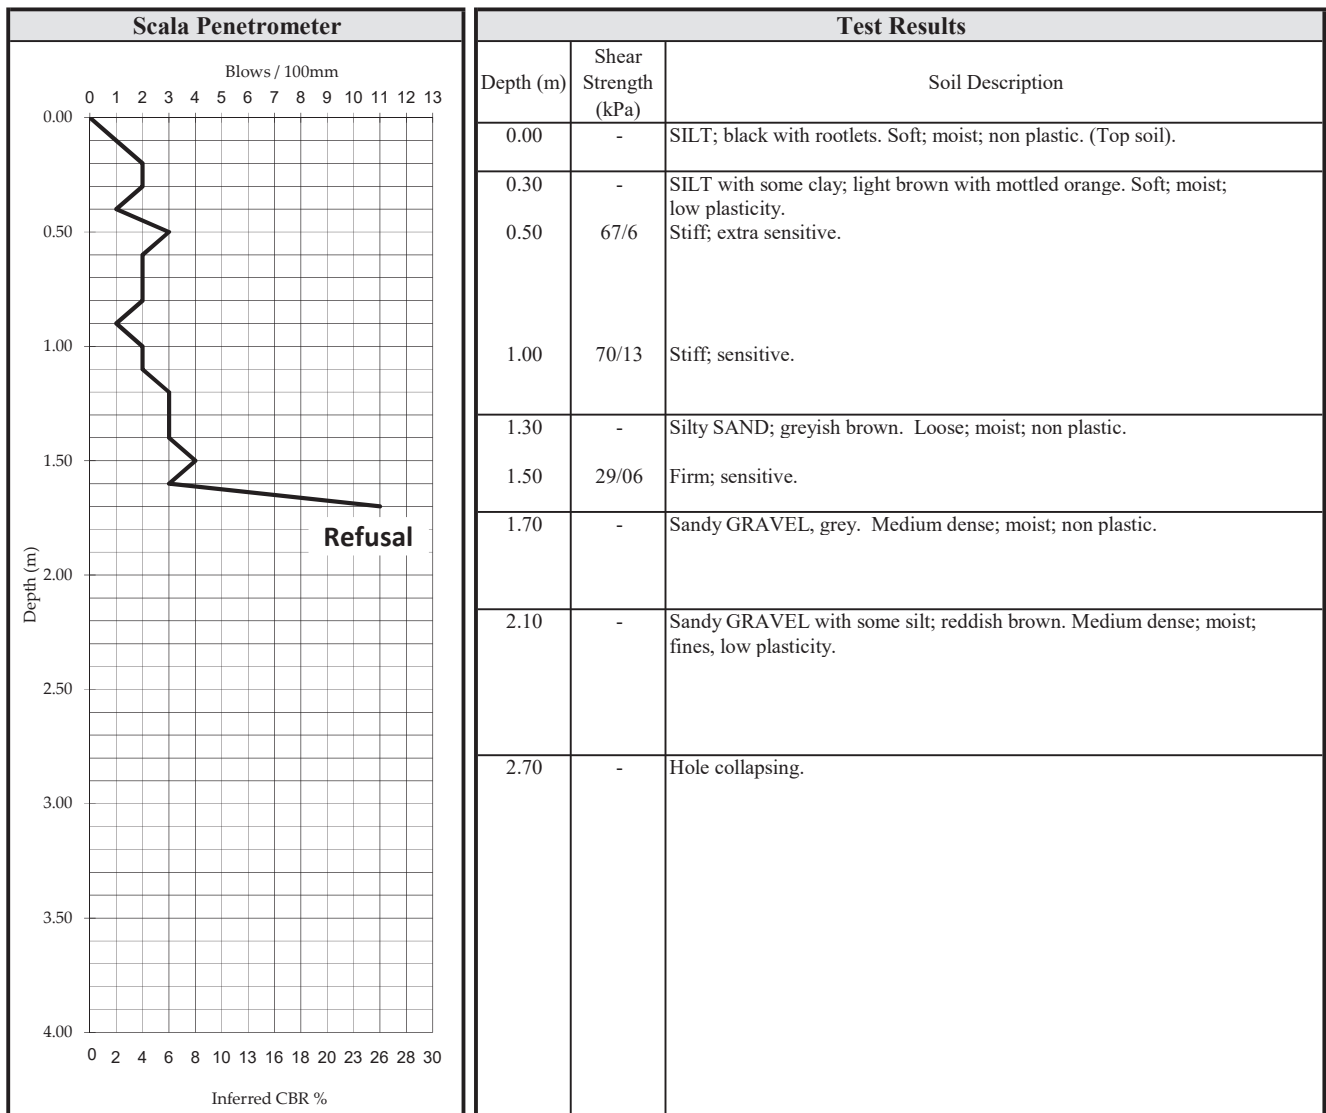 Scala Penetrometer
Blows / 100mm
0 1 2 3 4 5 6 7 8 9 10 11 12 13
0.00
0.50
1.00
1.50
Refusal
Depth (m)
2.00
2.50
3.00
3.50
4.00
0 2 4 6 8 10 13 16 18 20 23 26 28 30
Inferred CBR %
Test Results
Depth (m) Shear Strength (kPa) Soil Description
0.00 - SILT; black with rootlets. Soft; moist; non plastic. (Top soil).
0.30 - SILT with some clay; light brown with mottled orange. Soft; moist;
low plasticity.
0.50 67/6 Stiff; extra sensitive.
1.00 70/13 Stiff; sensitive.
1.30 - Silty SAND; greyish brown. Loose; moist; non plastic.
1.50 29/06 Firm; sensitive.
1.70 - Sandy GRAVEL, grey. Medium dense; moist; non plastic.
2.10 - Sandy GRAVEL with some silt; reddish brown. Medium dense; moist;
fines, low plasticity.
2.70 - Hole collapsing.